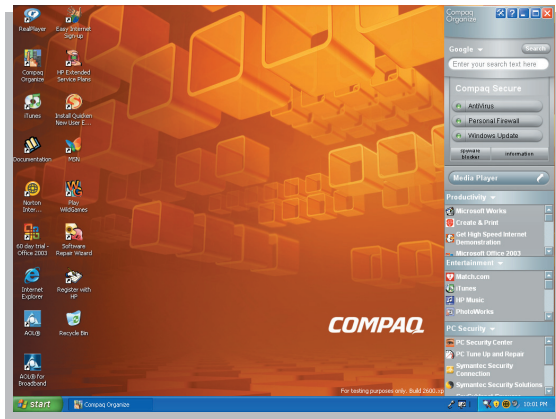 RealPlayer
Easy Internet
Sign-up
Compaq
Organize
HP Extended
Service Plans
iTunes
Install Quicken
New User E...
Documentation
MSN
Norton
Inter...
Play
WildGames
60 day trial -
Office 2003
Software
Repair Wizard
Internet
Explorer
Register with
HP
AOL®
Recycle Bin
AOL® for
Broadband
COMPAQ
For testing purposes only. Build 2600.xp
Compaq
Organize
Google
Search
Enter your search text here
Compaq Secure
AntiVirus
Personal Firewall
Windows Update
spyware
blocker
information
Media Player
Productivity
Microsoft Works
Create & Print
Get High Speed Internet
Demonstration
Microsoft Office 2003
Entertainment
Match.com
iTunes
HP Music
PhotoWorks
PC Security
PC Security Center
PC Tune Up and Repair
Symantec Security
Connection
Symantec Security Solutions
start
Compaq Organize
10:01 PM